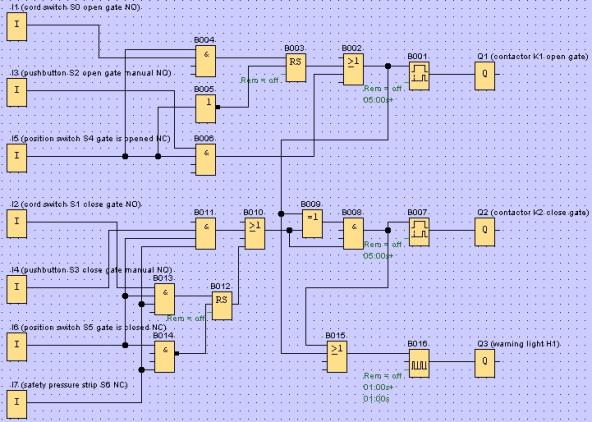 I1 (cord switch S0 open gate NO)
I
B004
&
B003
RS
Rem = off
B002
≥1
B001
Rem = off
05:00s+
Q1 (contactor K1 open gate)
Q
I3 (pushbutton S2 open gate manual NO)
I
B005
1
I5 (position switch S4 gate is opened NC)
I
B006
&
I2 (cord switch S1 close gate NO)
I
B011
&
B010
≥1
B009
=1
B008
&
B007
Rem = off
05:00s+
Q2 (contactor K2 close gate)
Q
I4 (pushbutton S3 close gate manual NO)
I
B013
&
B012
RS
Rem = off
I6 (position switch S5 gate is closed NC)
I
B014
&
B015
≥1
B016
Rem = off
01:00s+
01:00s
Q3 (warning light H1)
Q
I7 (safety pressure strip S6 NC)
I